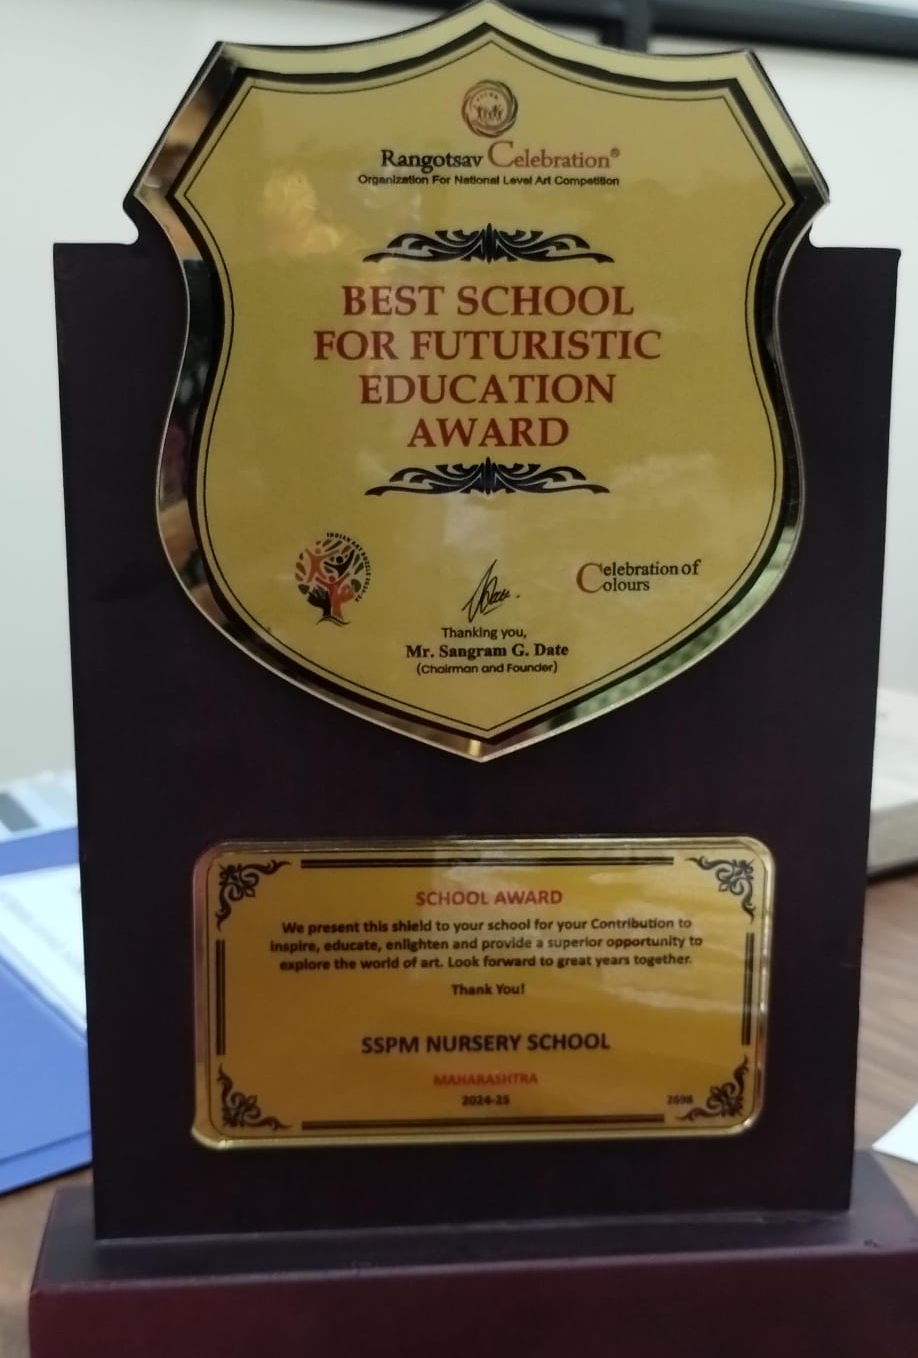 Rangotsav Celebration®
Organization For National Level Art Competition
BEST SCHOOL
FOR FUTURISTIC
EDUCATION
AWARD
INDIAN ART
Celebration of
Colours
Thanking you,
Mr. Sangram G. Date
(Chairman and Founder)
SCHOOL AWARD
We present this shield to your school for your Contribution to
inspire, educate, enlighten and provide a superior opportunity to
explore the world of art. Look forward to great years together.
Thank You!
SSPM NURSERY SCHOOL
MAHARASHTRA
2024-25
2698